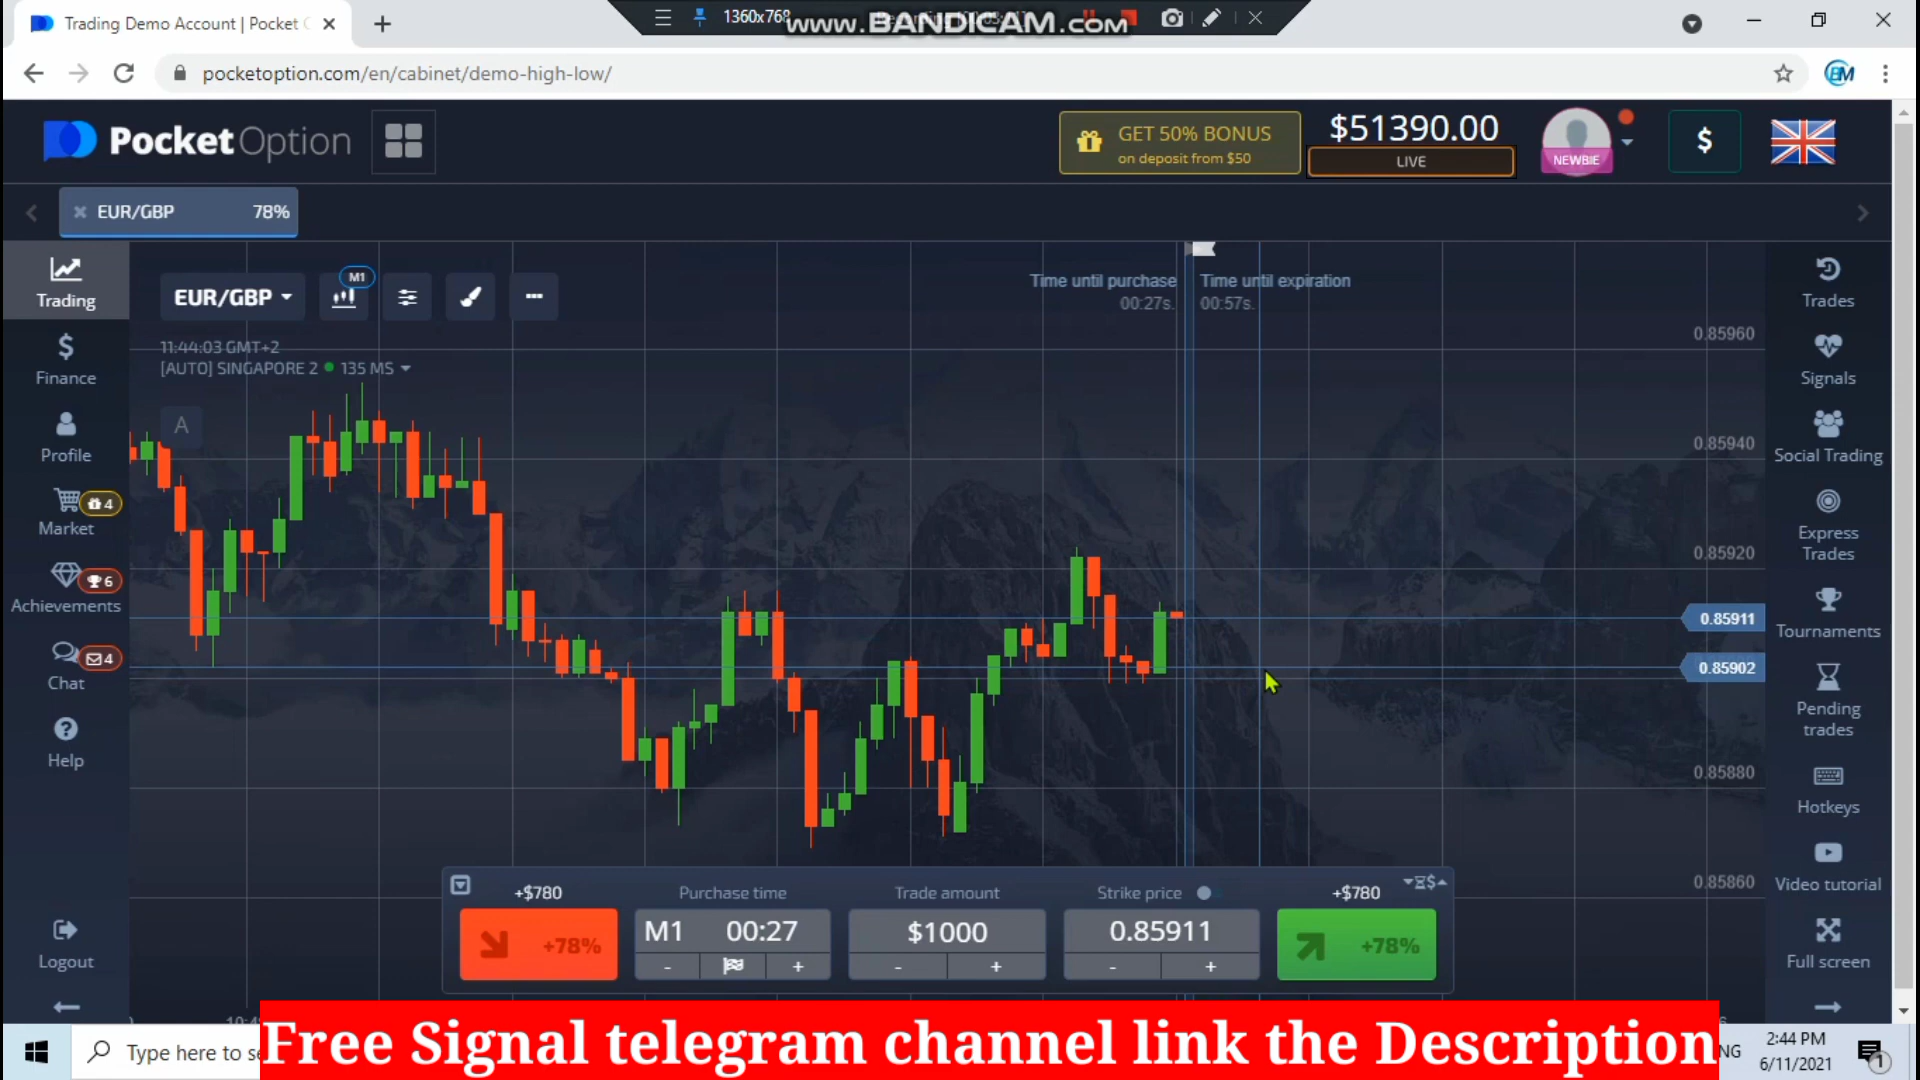 Trading Demo Account | Pocket
1360x768
www.BANDICAM.com
pocketoption.com/en/cabinet/demo-high-low/
PocketOption
GET 50% BONUS
on deposit from $50
$51390.00
LIVE
NEWBIE
$
EUR/GBP 78%
Trading
Finance
Profile
4
Market
6
Achievements
4
Chat
Help
Logout
EUR/GBP
M1
11:44:03 GMT+2
[AUTO] SINGAPORE 2 135 MS
A
Time until purchase
00:27s.
Time until expiration
00:57s.
0.85960
0.85940
0.85920
0.85911
0.85902
0.85880
0.85860
Trades
Signals
Social Trading
Express
Trades
Tournaments
Pending
trades
Hotkeys
Video tutorial
Full screen
+$780
+78%
Purchase time
M1 00:27
- +
Trade amount
$1000
- +
Strike price
0.85911
- +
+$780
+78%
Free Signal telegram channel link the Description
Type here to
2:44 PM
6/11/2021
1